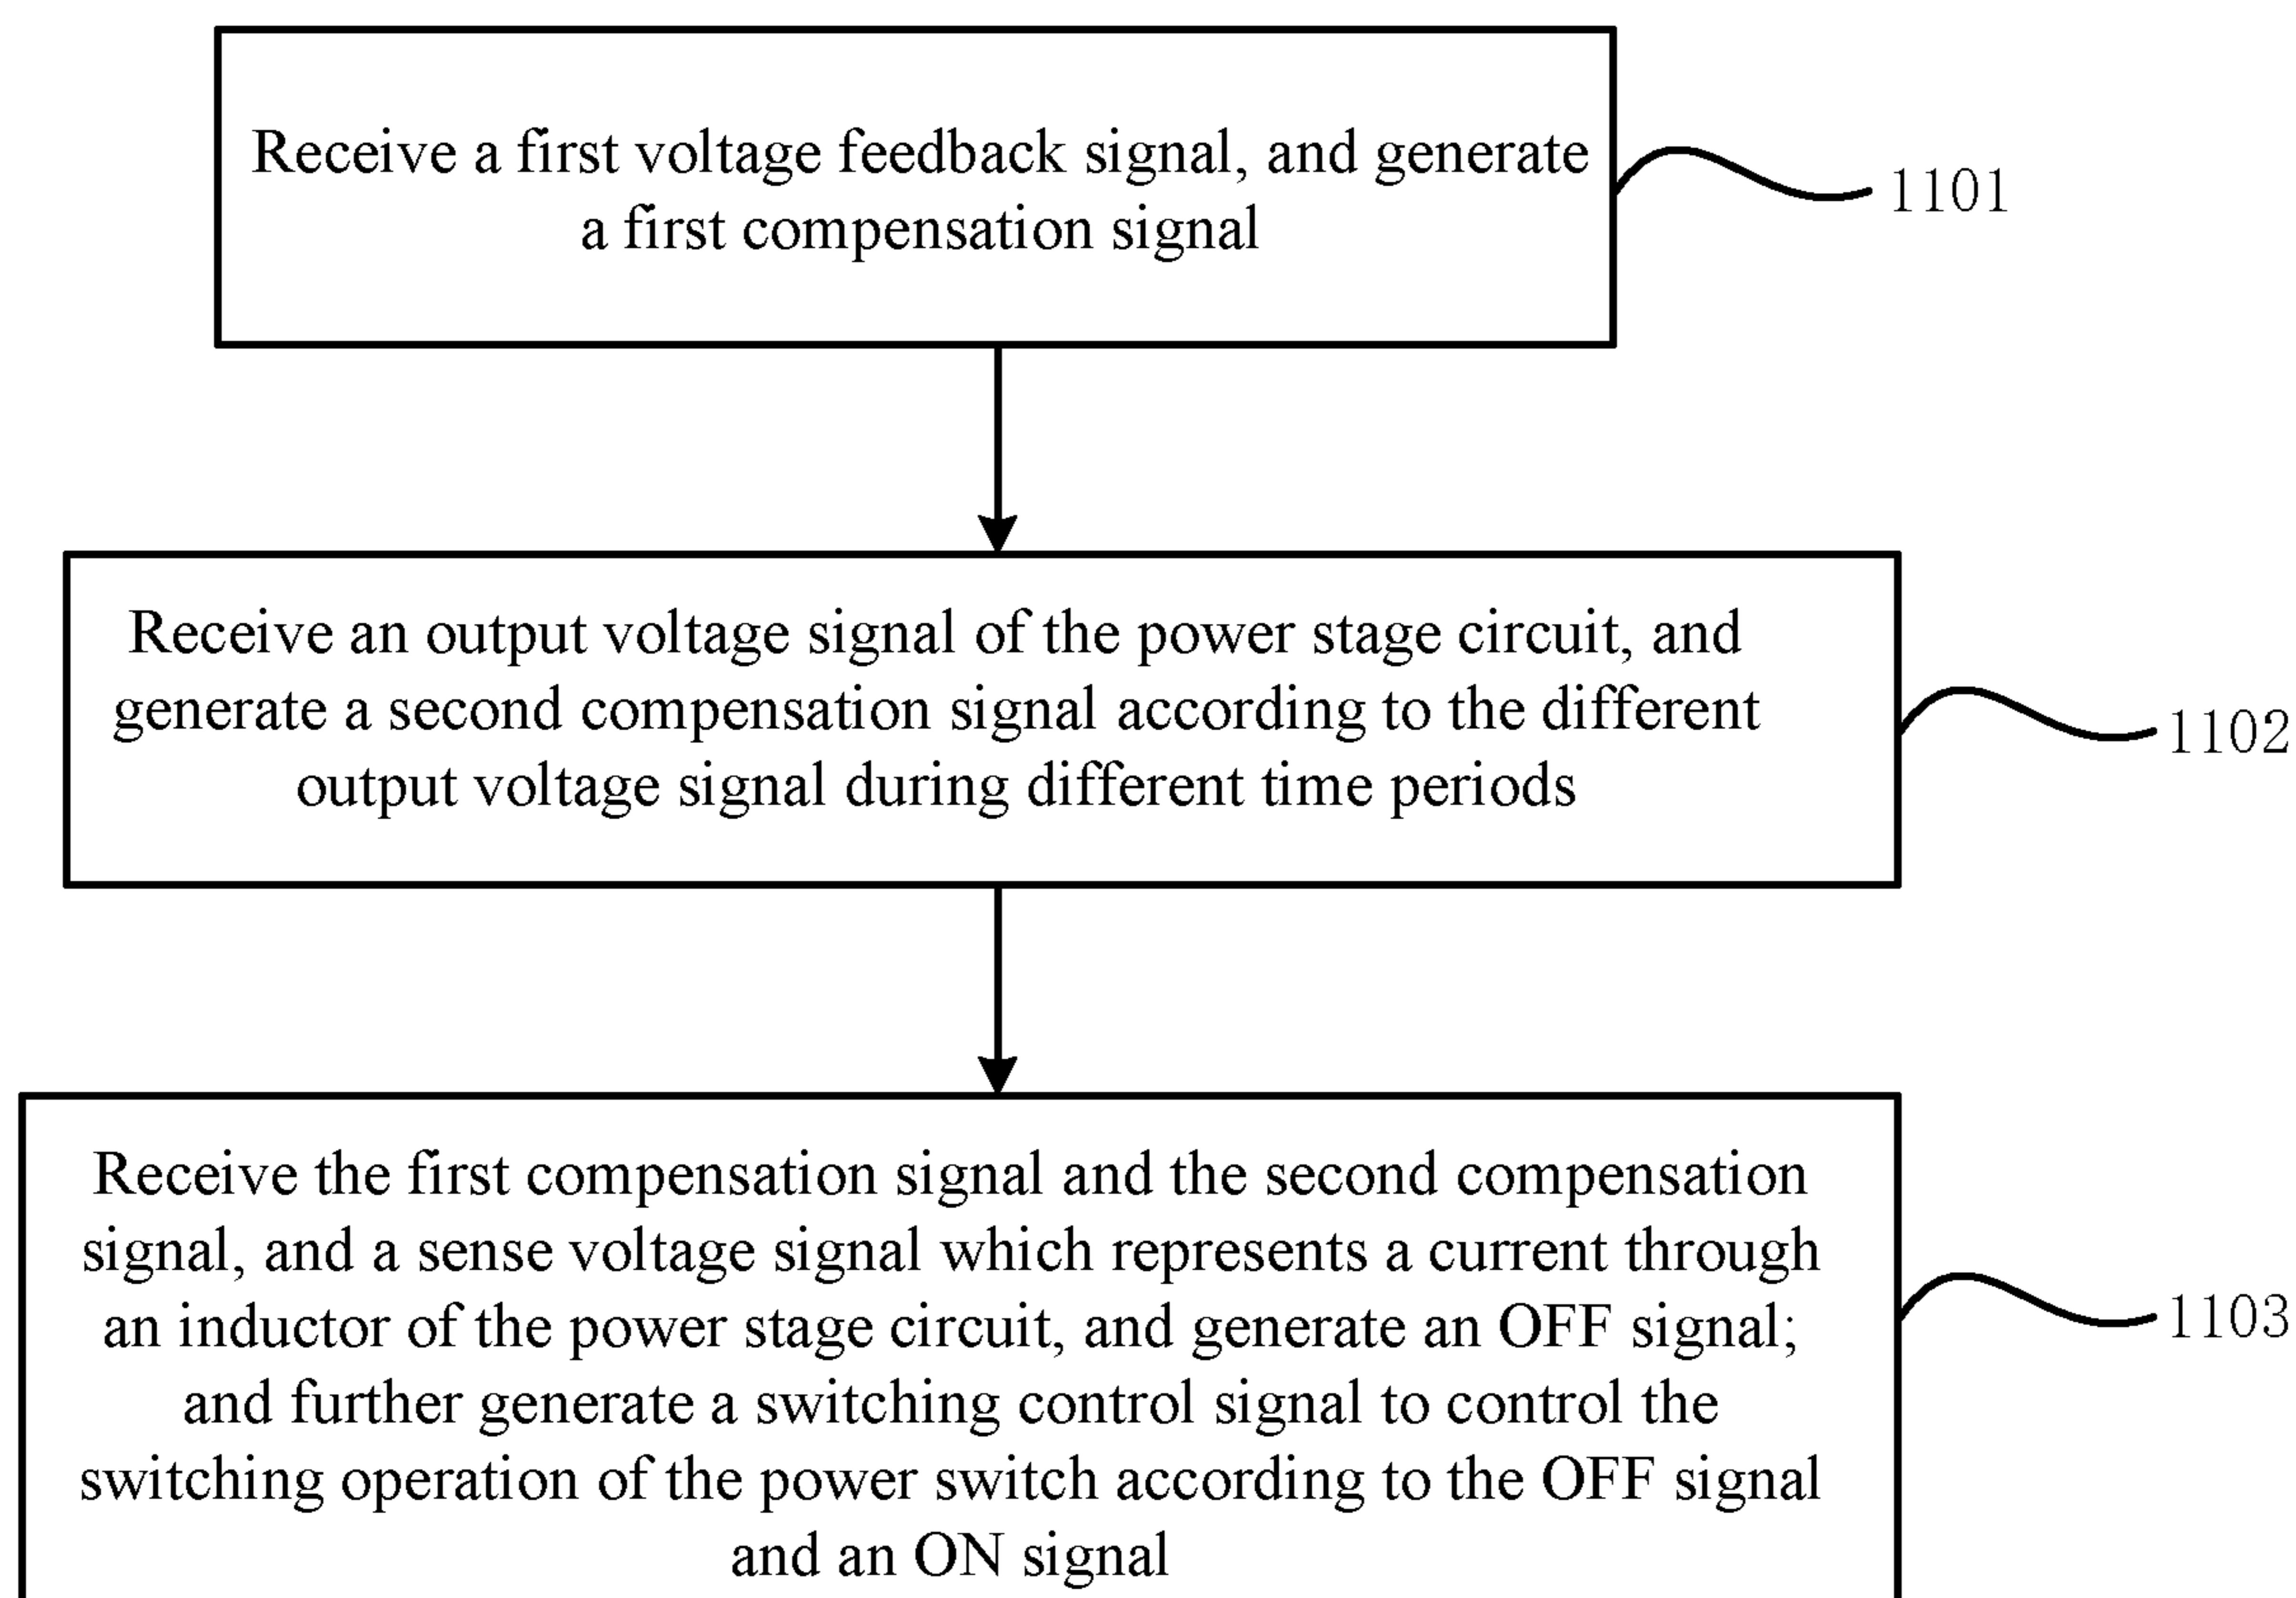 Receive a first voltage feedback signal, and generate
a first compensation signal
1101
Receive an output voltage signal of the power stage circuit, and
generate a second compensation signal according to the different
output voltage signal during different time periods
1102
Receive the first compensation signal and the second compensation
signal, and a sense voltage signal which represents a current through
an inductor of the power stage circuit, and generate an OFF signal;
and further generate a switching control signal to control the
switching operation of the power switch according to the OFF signal
and an ON signal
1103